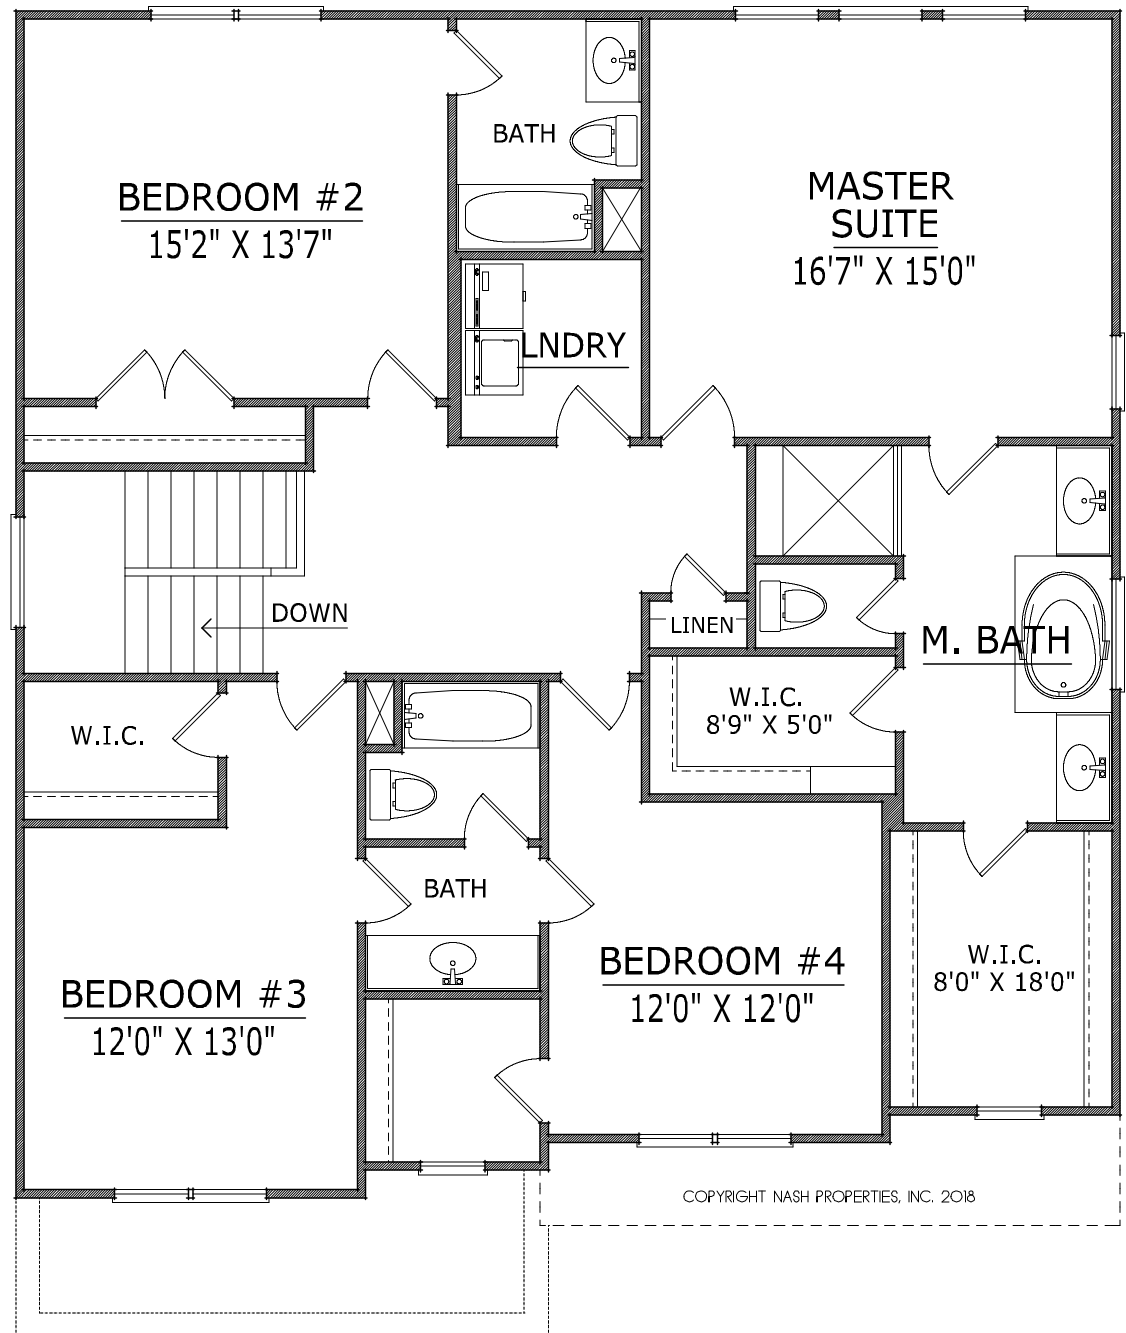 BATH
BEDROOM #2
15'2" X 13'7"
MASTER
SUITE
16'7" X 15'0"
LNDRY
DOWN
LINEN
M. BATH
W.I.C.
8'9" X 5'0"
W.I.C.
BATH
BEDROOM #4
12'0" X 12'0"
W.I.C.
8'0" X 18'0"
BEDROOM #3
12'0" X 13'0"
COPYRIGHT NASH PROPERTIES, INC. 2018